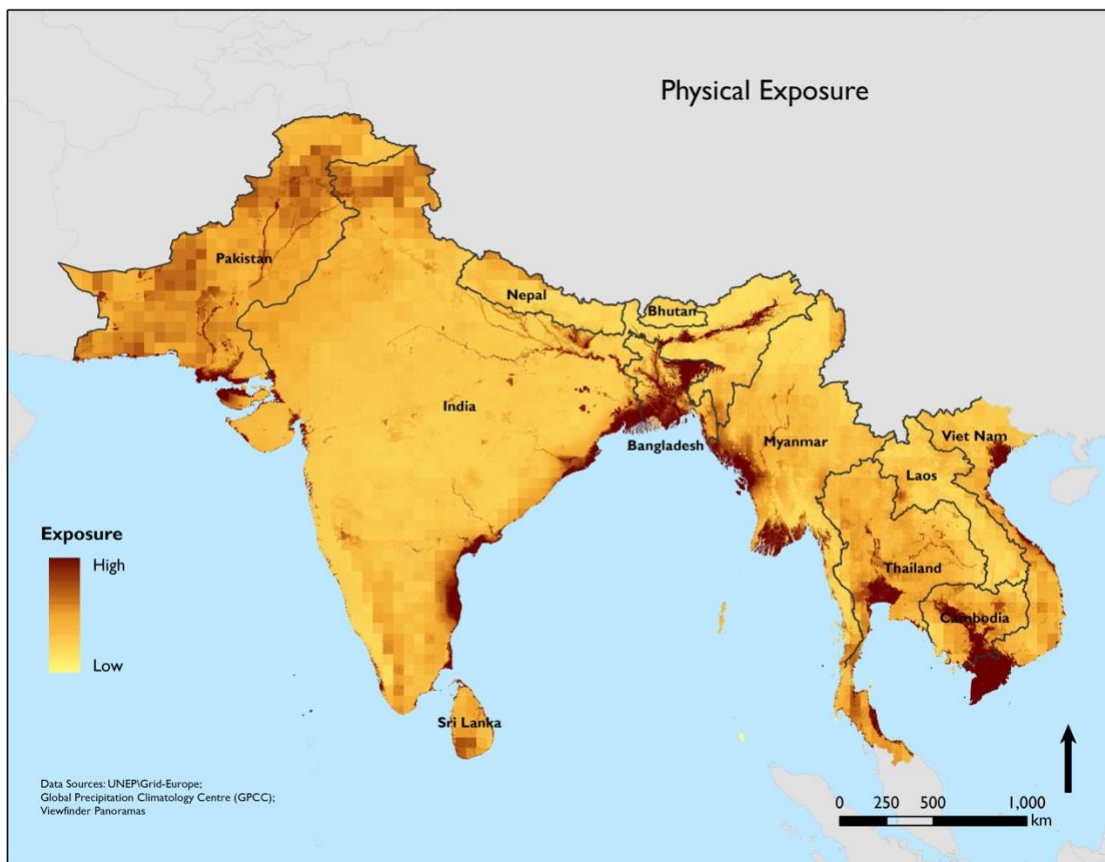 Physical Exposure
Pakistan
Nepal
Bhutan
India
Bangladesh
Myanmar
Viet Nam
Laos
Thailand
Cambodia
Sri Lanka
Exposure
High
Low
Data Sources: UNEP\Grid-Europe;
Global Precipitation Climatology Centre (GPCC);
Viewfinder Panoramas
0 250 500 1,000
km